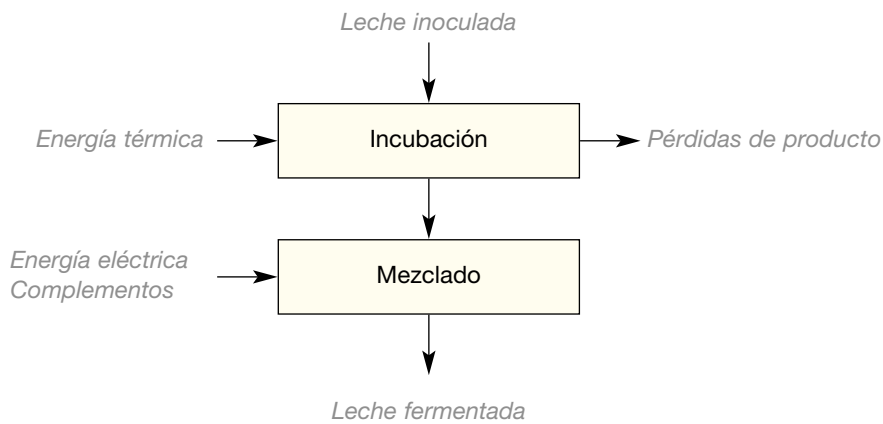 Leche inoculada
Energía térmica
Incubación
Pérdidas de producto
Energía eléctrica
Complementos
Mezclado
Leche fermentada